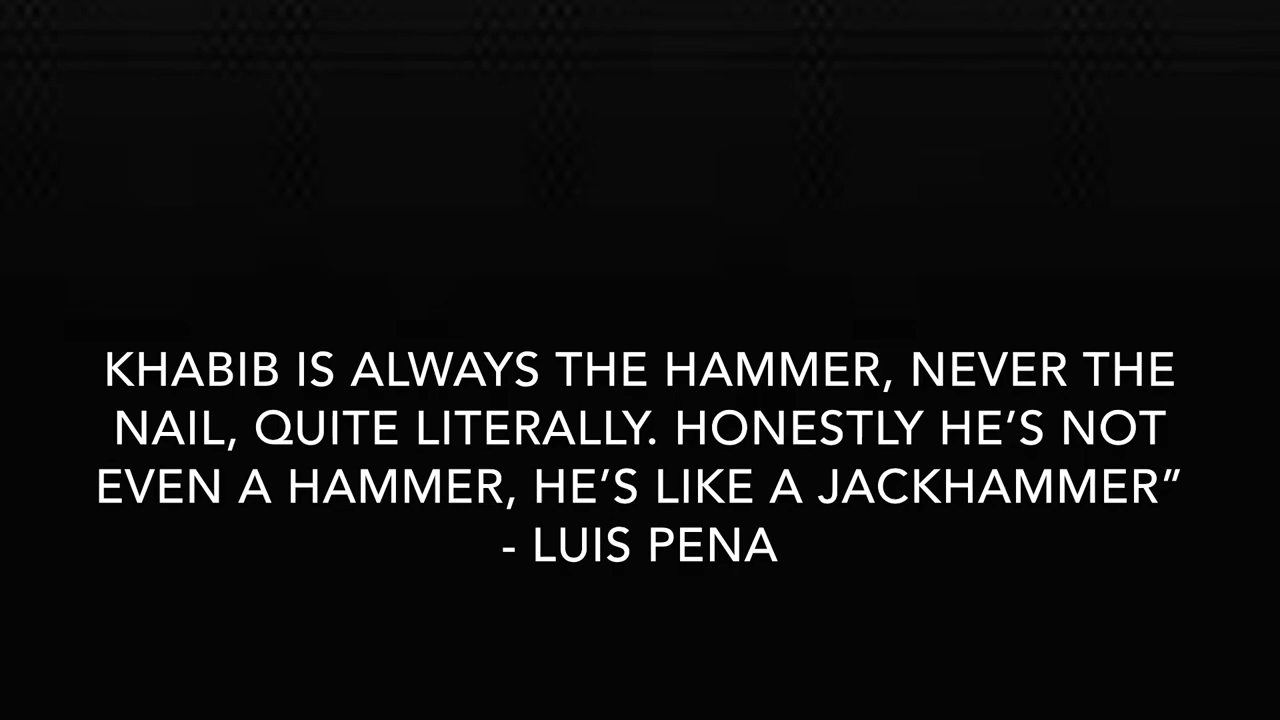 KHABIB IS ALWAYS THE HAMMER, NEVER THE
NAIL, QUITE LITERALLY. HONESTLY HE’S NOT
EVEN A HAMMER, HE’S LIKE A JACKHAMMER”
- LUIS PENA